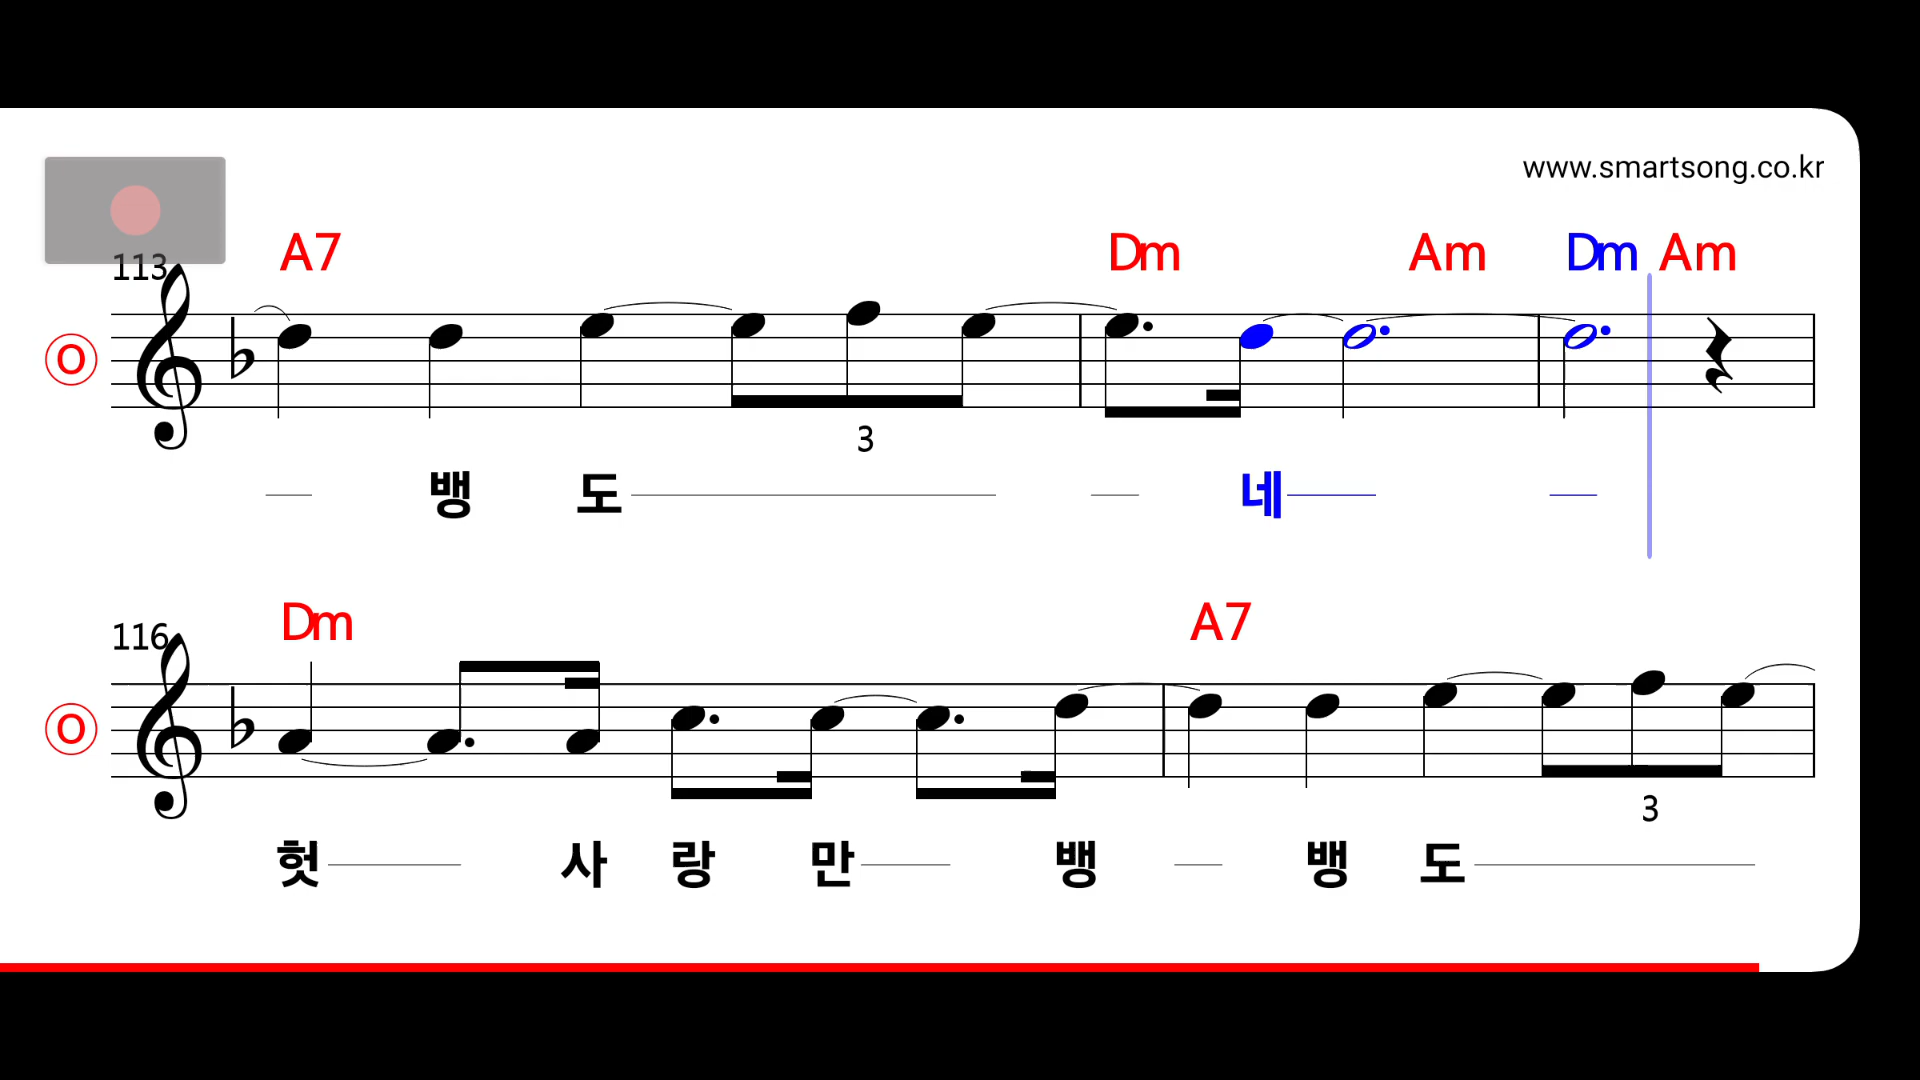 www.smartsong.co.kr
A7 Dm Am Dm Am
113
O
3
뱅 도 네
Dm A7
116
O
3
헛 사 랑 만 뱅 뱅 도